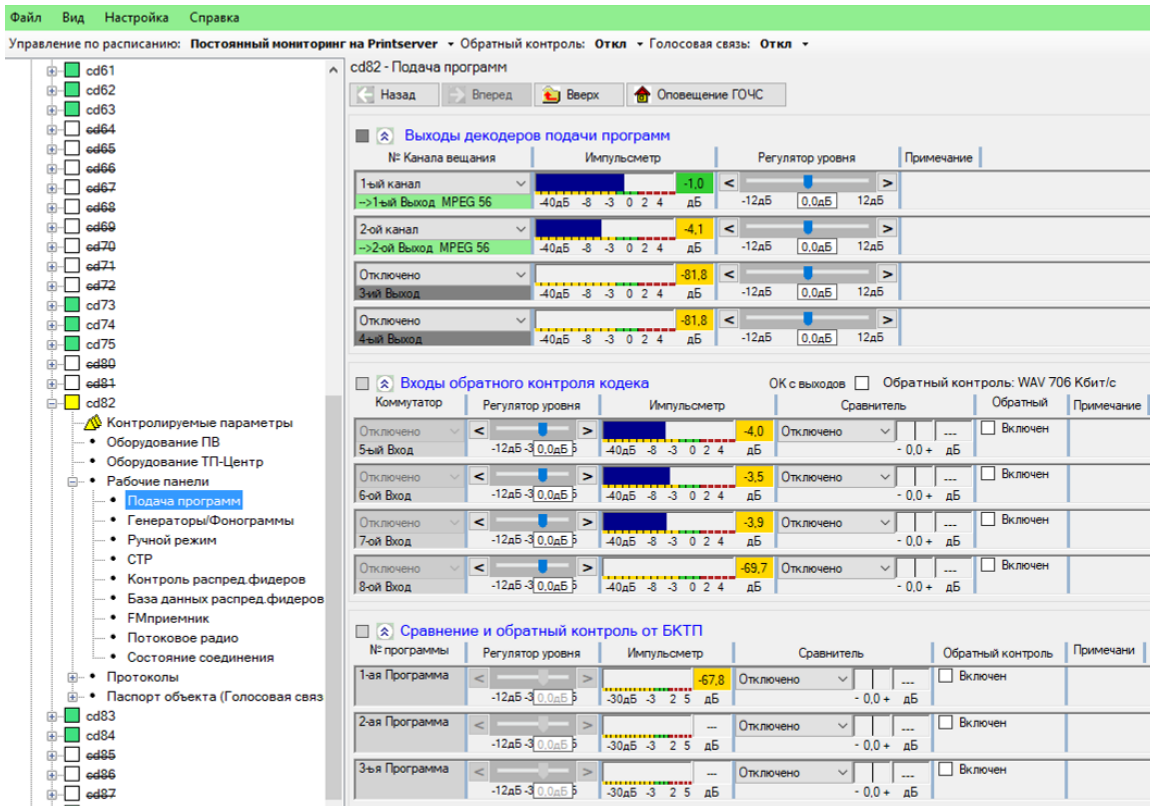 Файл Вид Настройка Справка
Управление по расписанию: Постоянный мониторинг на Printserver Обратный контроль: Откл Голосовая связь: Откл
cd61
cd62
cd63
cd64
cd65
cd66
cd67
cd68
cd69
cd70
cd71
cd72
cd73
cd74
cd75
cd80
cd81
cd82
Контролируемые параметры
Оборудование ПВ
Оборудование ТП-Центр
Рабочие панели
Подача программ
Генераторы/Фонограммы
Ручной режим
СТР
Контроль распред.фидеров
База данных распред.фидеров
FMприемник
Потоковое радио
Состояние соединения
Протоколы
Паспорт объекта (Голосовая связ
cd83
cd84
cd85
cd86
cd87
cd82 - Подача программ
Назад Вперед Вверх Оповещение ГОЧС
Выходы декодеров подачи программ
№ Канала вещания Импульсметр Регулятор уровня Примечание
1-ый канал -1,0 < >
-->1-ый Выход MPEG 56 -40дБ -8 -3 0 2 4 дБ -12дБ 0,0дБ 12дБ
2-ой канал -4,1 < >
-->2-ой Выход MPEG 56 -40дБ -8 -3 0 2 4 дБ -12дБ 0,0дБ 12дБ
Отключено -81,8 < >
3-ий Выход -40дБ -8 -3 0 2 4 дБ -12дБ 0,0дБ 12дБ
Отключено -81,8 < >
4-ый Выход -40дБ -8 -3 0 2 4 дБ -12дБ 0,0дБ 12дБ
Входы обратного контроля кодека ОК с выходов Обратный контроль: WAV 706 Кбит/с
Коммутатор Регулятор уровня Импульсметр Сравнитель Обратный Примечание
Отключено < > -4,0 Отключено --- Включен
5-ый Вход -12дБ -3 0,0дБ -40дБ -8 -3 0 2 4 дБ - 0,0 + дБ
Отключено < > -3,5 Отключено --- Включен
6-ой Вход -12дБ -3 0,0дБ -40дБ -8 -3 0 2 4 дБ - 0,0 + дБ
Отключено < > -3,9 Отключено --- Включен
7-ой Вход -12дБ -3 0,0дБ -40дБ -8 -3 0 2 4 дБ - 0,0 + дБ
Отключено < > -69,7 Отключено --- Включен
8-ой Вход -12дБ -3 0,0дБ -40дБ -8 -3 0 2 4 дБ - 0,0 + дБ
Сравнение и обратный контроль от БКТП
№ программы Регулятор уровня Импульсметр Сравнитель Обратный контроль Примечани
1-ая Программа < > -67,8 Отключено --- Включен
-12дБ -3 0,0дБ -30дБ -3 2 5 дБ - 0,0 + дБ
2-ая Программа < > --- Отключено --- Включен
-12дБ -3 0,0дБ -30дБ -3 2 5 дБ - 0,0 + дБ
3-ья Программа < > --- Отключено --- Включен
-12дБ -3 0,0дБ -30дБ -3 2 5 дБ - 0,0 + дБ